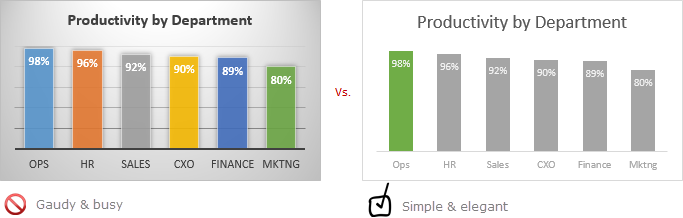 Productivity by Department
98% 96% 92% 90% 89% 80%
OPS HR SALES CXO FINANCE MKTNG
Gaudy & busy
Vs.
Productivity by Department
98% 96% 92% 90% 89% 80%
Ops HR Sales CXO Finance Mktng
Simple & elegant